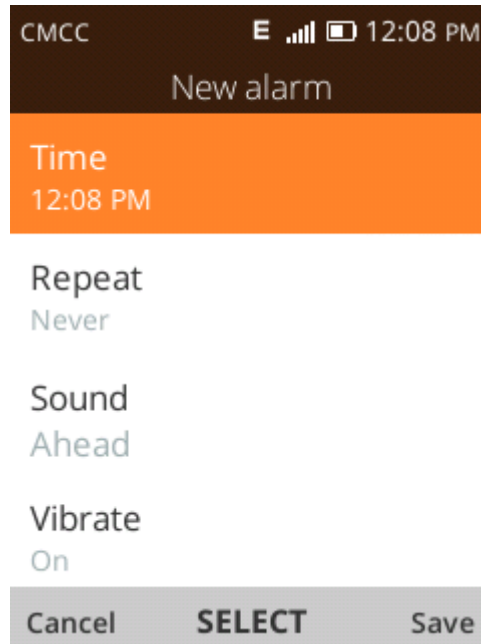 CMCC E 12:08 PM
New alarm
Time
12:08 PM
Repeat
Never
Sound
Ahead
Vibrate
On
Cancel SELECT Save